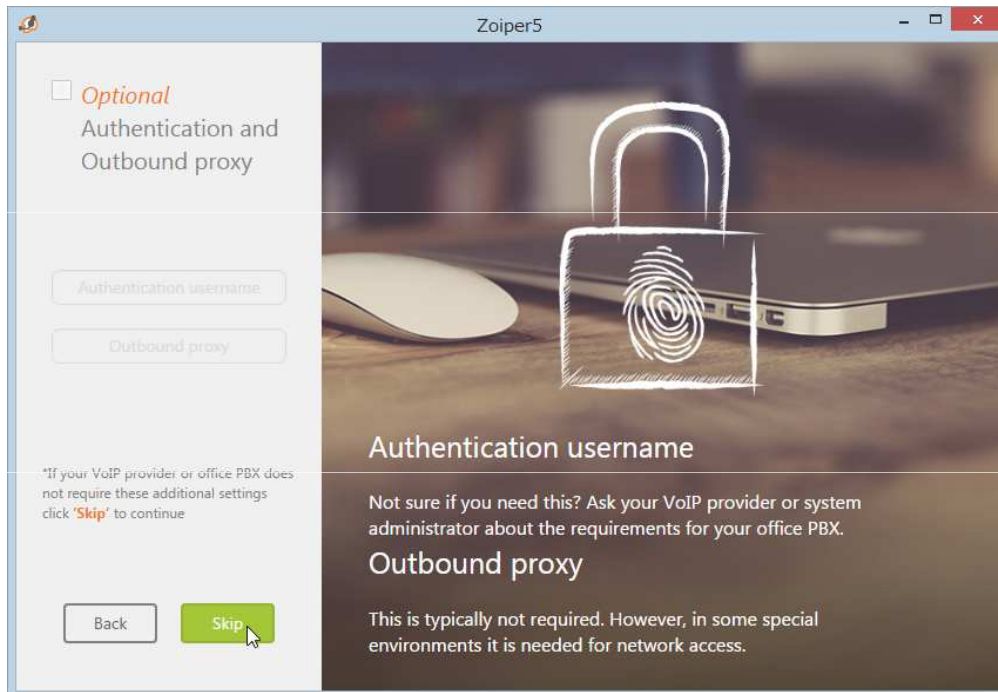 Zoiper5
Optional
Authentication and
Outbound proxy
Authentication username
Outbound proxy
*If your VoIP provider or office PBX does
not require these additional settings
click 'Skip' to continue
Back
Skip
Authentication username
Not sure if you need this? Ask your VoIP provider or system
administrator about the requirements for your office PBX.
Outbound proxy
This is typically not required. However, in some special
environments it is needed for network access.